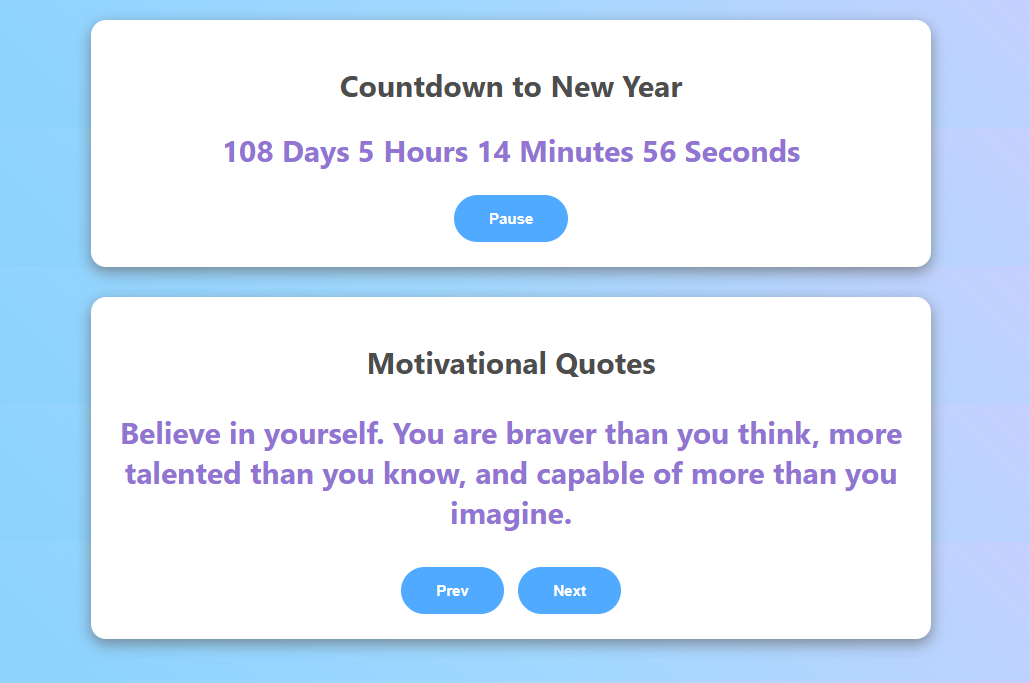 Countdown to New Year
108 Days 5 Hours 14 Minutes 56 Seconds
Pause
Motivational Quotes
Believe in yourself. You are braver than you think, more
talented than you know, and capable of more than you
imagine.
Prev
Next